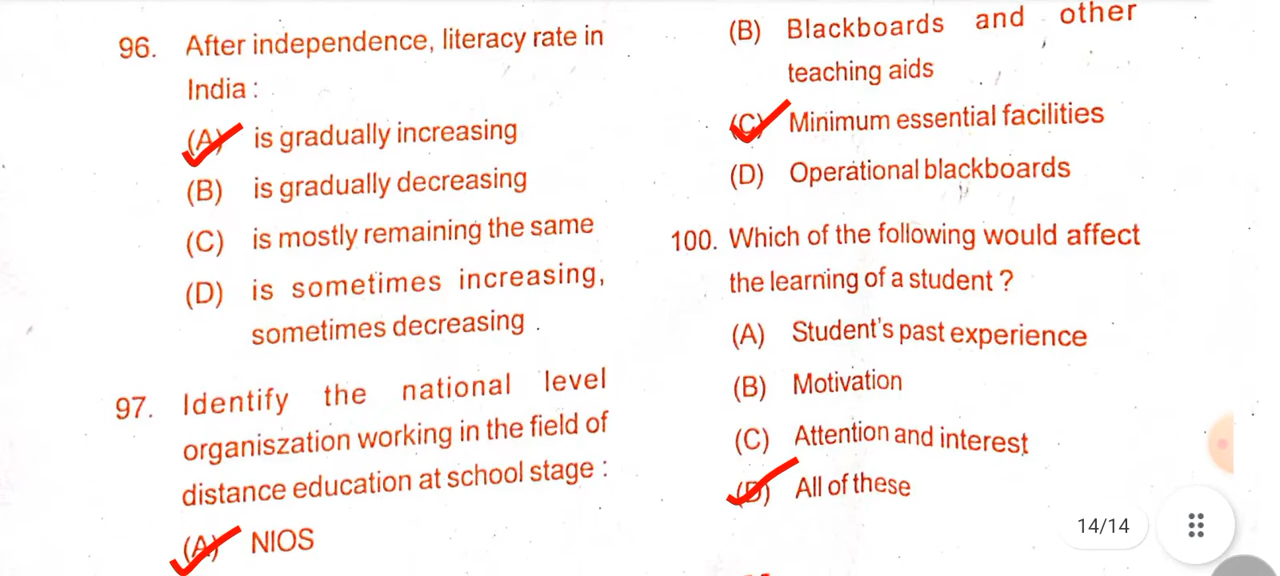 96. After independence, literacy rate in
India :
(A) is gradually increasing
(B) is gradually decreasing
(C) is mostly remaining the same
(D) is sometimes increasing,
sometimes decreasing .
97. Identify the national level
organiszation working in the field of
distance education at school stage :
(A) NIOS
(B) Blackboards and other
teaching aids
(C) Minimum essential facilities
(D) Operational blackboards
100. Which of the following would affect
the learning of a student ?
(A) Student's past experience
(B) Motivation
(C) Attention and interest
(D) All of these
14/14